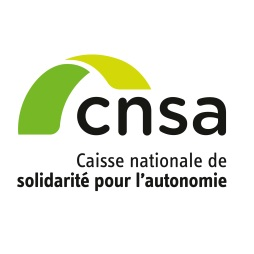 cnsa
Caisse nationale de
solidarité pour l'autonomie